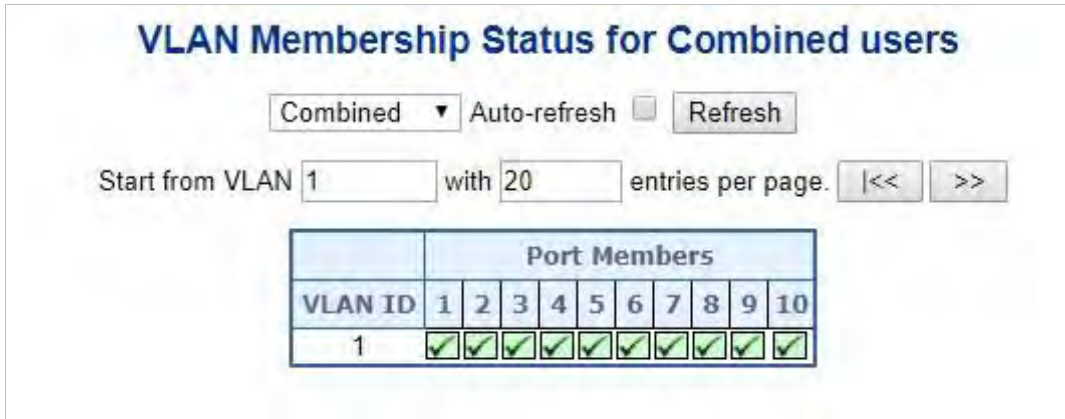 VLAN Membership Status for Combined users
Combined Auto-refresh Refresh
Start from VLAN 1 with 20 entries per page. |<< >>
Port Members
VLAN ID 1 2 3 4 5 6 7 8 9 10
1